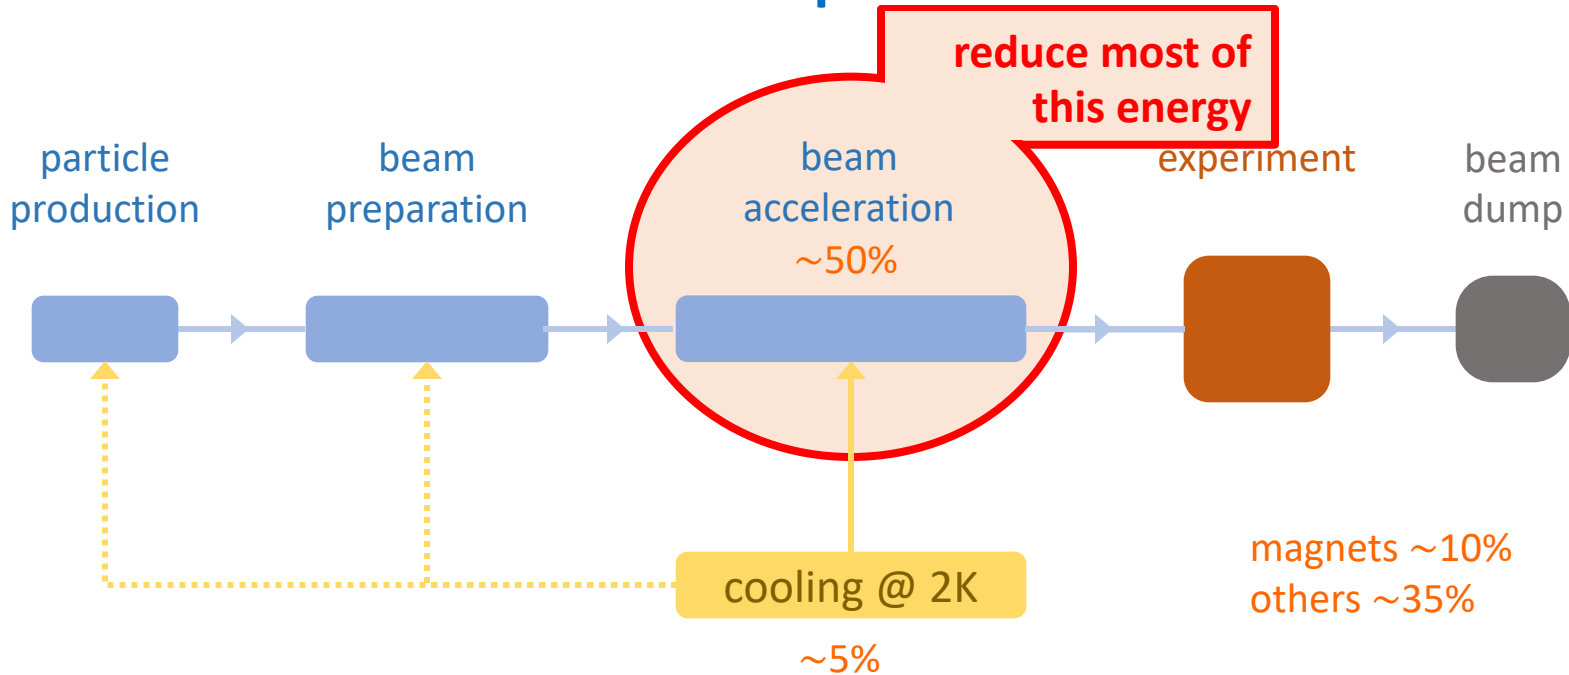 reduce most of
this energy
particle
production
beam
preparation
beam
acceleration
~50%
experiment
beam
dump
cooling @ 2K
~5%
magnets ~10%
others ~35%